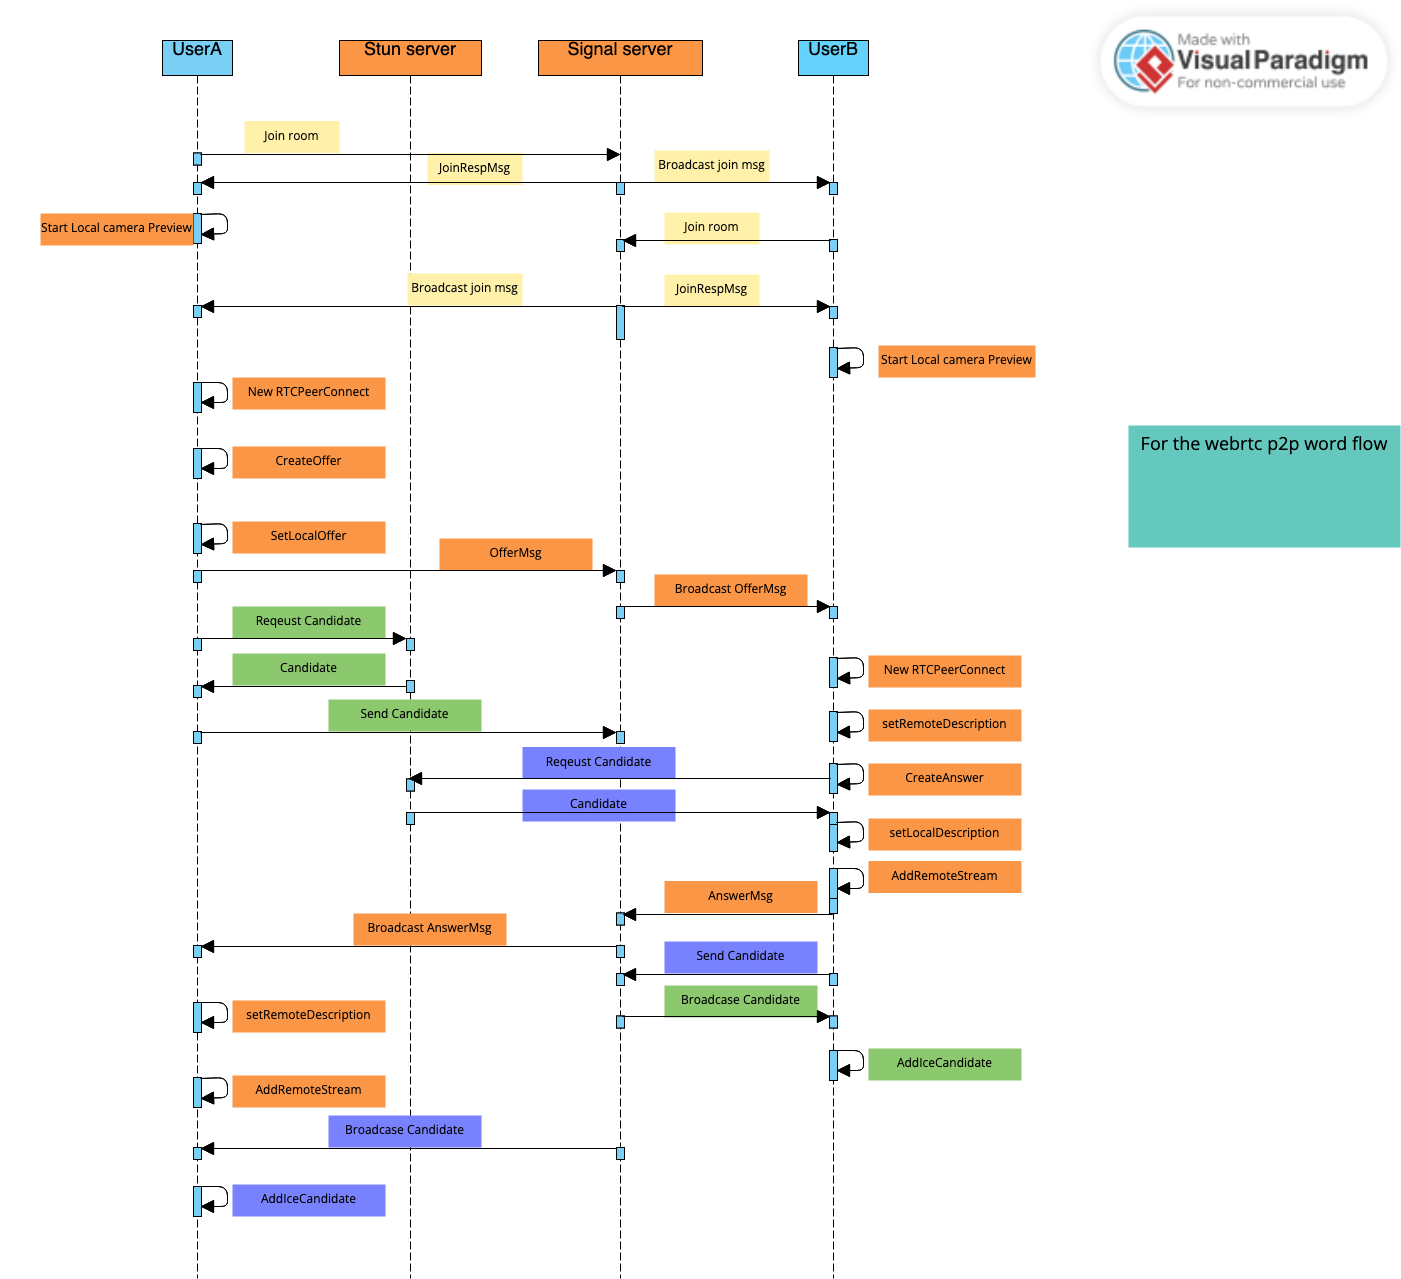 UserA
Stun server
Signal server
UserB
Made with
Visual Paradigm
For non-commercial use
Join room
JoinRespMsg
Broadcast join msg
Start Local camera Preview
Join room
Broadcast join msg
JoinRespMsg
Start Local camera Preview
New RTCPeerConnect
For the webrtc p2p word flow
CreateOffer
SetLocalOffer
OfferMsg
Broadcast OfferMsg
Reqeust Candidate
Candidate
New RTCPeerConnect
Send Candidate
setRemoteDescription
Reqeust Candidate
CreateAnswer
Candidate
setLocalDescription
AddRemoteStream
AnswerMsg
Broadcast AnswerMsg
Send Candidate
Broadcase Candidate
setRemoteDescription
AddIceCandidate
AddRemoteStream
Broadcase Candidate
AddIceCandidate